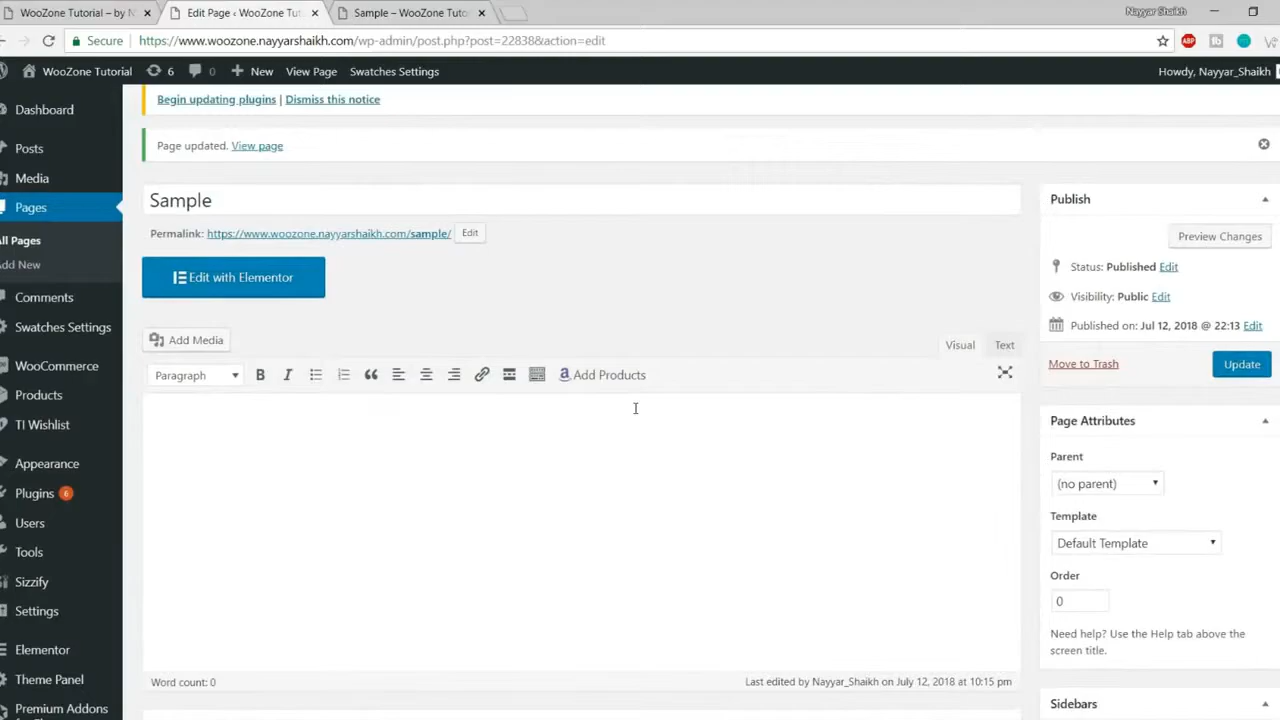 WooZone Tutorial – by N × Edit Page ‹ WooZone Tut × Sample – WooZone Tuto × Nayyar Shaikh
Secure https://www.woozone.nayyarshaikh.com/wp-admin/post.php?post=22838&action=edit ABP
WooZone Tutorial 6 0 New View Page Swatches Settings Howdy, Nayyar_Shaikh
Begin updating plugins | Dismiss this notice
Page updated. View page
Sample
Permalink: https://www.woozone.nayyarshaikh.com/sample/ Edit
Edit with Elementor
Add Media
Visual Text
Paragraph B I Add Products
Word count: 0 Last edited by Nayyar_Shaikh on July 12, 2018 at 10:15 pm
Dashboard
Posts
Media
Pages
All Pages
Add New
Comments
Swatches Settings
WooCommerce
Products
TI Wishlist
Appearance
Plugins 6
Users
Tools
Sizzify
Settings
Elementor
Theme Panel
Premium Addons
Publish
Preview Changes
Status: Published Edit
Visibility: Public Edit
Published on: Jul 12, 2018 @ 22:13 Edit
Move to Trash Update
Page Attributes
Parent
(no parent)
Template
Default Template
Order
0
Need help? Use the Help tab above the
screen title.
Sidebars